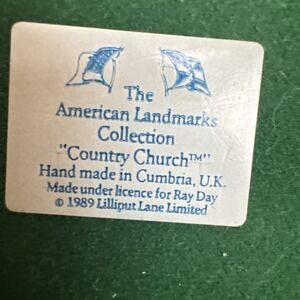 The
American Landmarks
Collection
"Country Church™"
Hand made in Cumbria, U.K.
Made under licence for Ray Day
© 1989 Lilliput Lane Limited